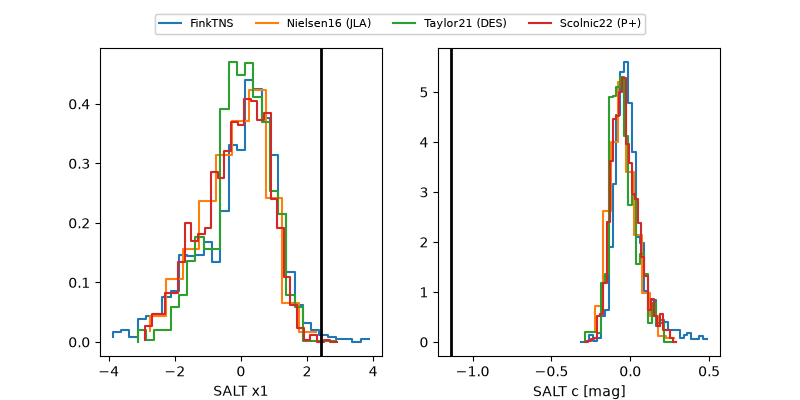 FinkTNS Nielsen16 (JLA) Taylor21 (DES) Scolnic22 (P+)
0.4
0.3
0.2
0.1
0.0
−4 −2 0 2 4
SALT x1
5
4
3
2
1
0
−1.0 −0.5 0.0 0.5
SALT c [mag]